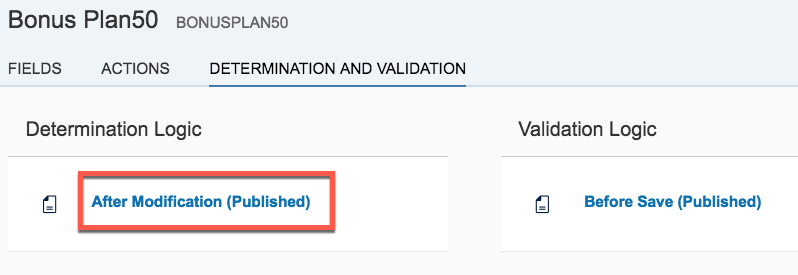 Bonus Plan50 BONUSPLAN50
FIELDS ACTIONS DETERMINATION AND VALIDATION
Determination Logic Validation Logic
After Modification (Published) Before Save (Published)